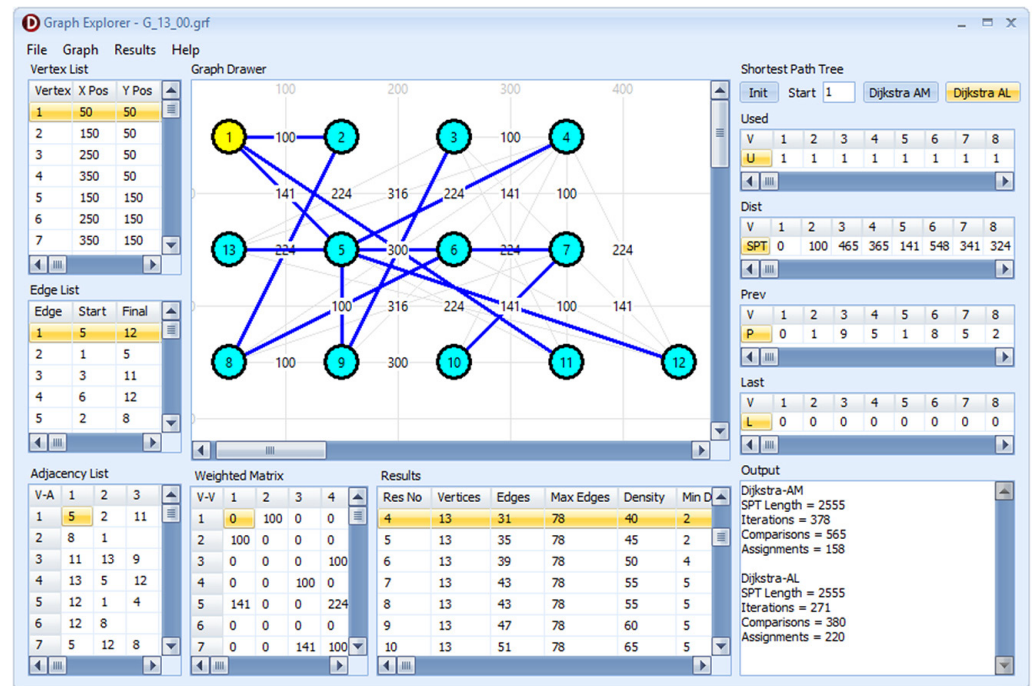 Graph Explorer - G_13_00.grf
File Graph Results Help
Vertex List
Vertex X Pos Y Pos
1 50 50
2 150 50
3 250 50
4 350 50
5 150 150
6 250 150
7 350 150
Edge List
Edge Start Final
1 5 12
2 1 5
3 3 11
4 6 12
5 2 8
Graph Drawer
100 200 300 400
1 100 2 3 100 4
141 224 316 224 141 100
13 224 5 300 6 224 7 224
100 316 224 141 100 141
8 100 9 300 10 11 12
Shortest Path Tree
Init Start 1 Dijkstra AM Dijkstra AL
Used
V 1 2 3 4 5 6 7 8
U 1 1 1 1 1 1 1 1
Dist
V 1 2 3 4 5 6 7 8
SPT 0 100 465 365 141 548 341 324
Prev
V 1 2 3 4 5 6 7 8
P 0 1 9 5 1 8 5 2
Last
V 1 2 3 4 5 6 7 8
L 0 0 0 0 0 0 0 0
Adjacency List
V-A 1 2 3
1 5 2 11
2 8 1
3 11 13 9
4 13 5 12
5 12 1 4
6 12 8
7 5 12 8
Weighted Matrix
V-V 1 2 3 4
1 0 100 0 0
2 100 0 0 0
3 0 0 0 100
4 0 0 100 0
5 141 0 0 224
6 0 0 0 0
7 0 0 141 100
Results
Res No Vertices Edges Max Edges Density Min D
4 13 31 78 40 2
5 13 35 78 45 2
6 13 39 78 50 4
7 13 43 78 55 5
8 13 43 78 55 5
9 13 47 78 60 5
10 13 51 78 65 5
Output
Dijkstra-AM
SPT Length = 2555
Iterations = 378
Comparisons = 565
Assignments = 158
Dijkstra-AL
SPT Length = 2555
Iterations = 271
Comparisons = 380
Assignments = 220